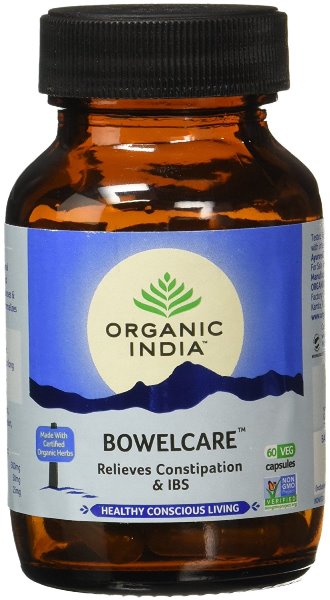 ORGANIC
INDIA™
Made With
Certified
Organic Herbs
BOWELCARE™
Relieves Constipation
& IBS
60 VEG
capsules
NON
GMO
VERIFIED
HEALTHY CONSCIOUS LIVING